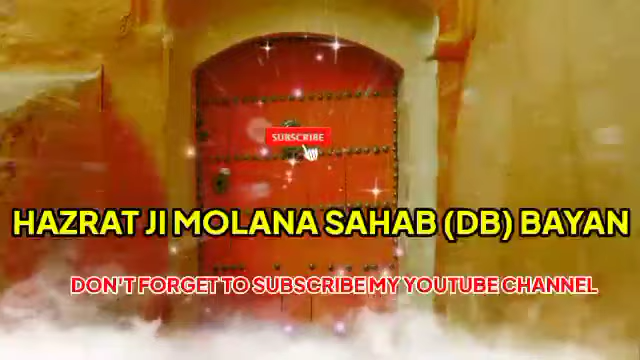 SUBSCRIBE
HAZRAT JI MOLANA SAHAB (DB) BAYAN
DON'T FORGET TO SUBSCRIBE MY YOUTUBE CHANNEL